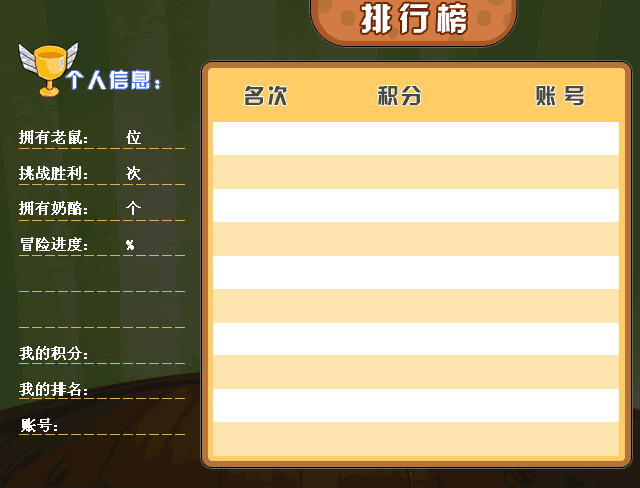 排行榜
个人信息：
名次 积分 账号
拥有老鼠： 位
挑战胜利： 次
拥有奶酪： 个
冒险进度： %
我的积分：
我的排名：
账号：